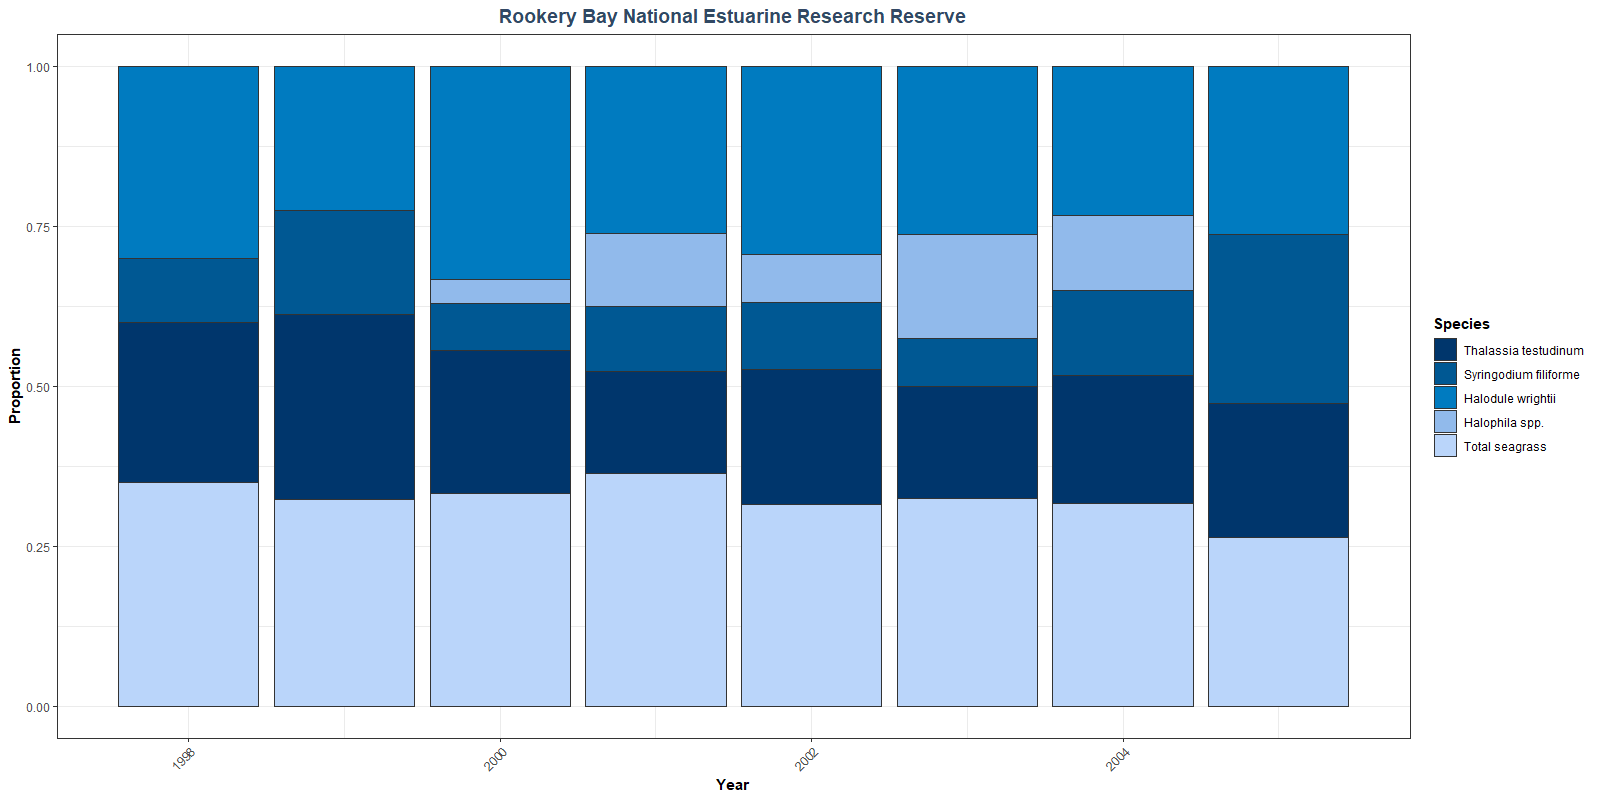 Rookery Bay National Estuarine Research Reserve
1.00
0.75
0.50
0.25
0.00
Proportion
1998
2000
2002
2004
Year
Species
Thalassia testudinum
Syringodium filiforme
Halodule wrightii
Halophila spp.
Total seagrass